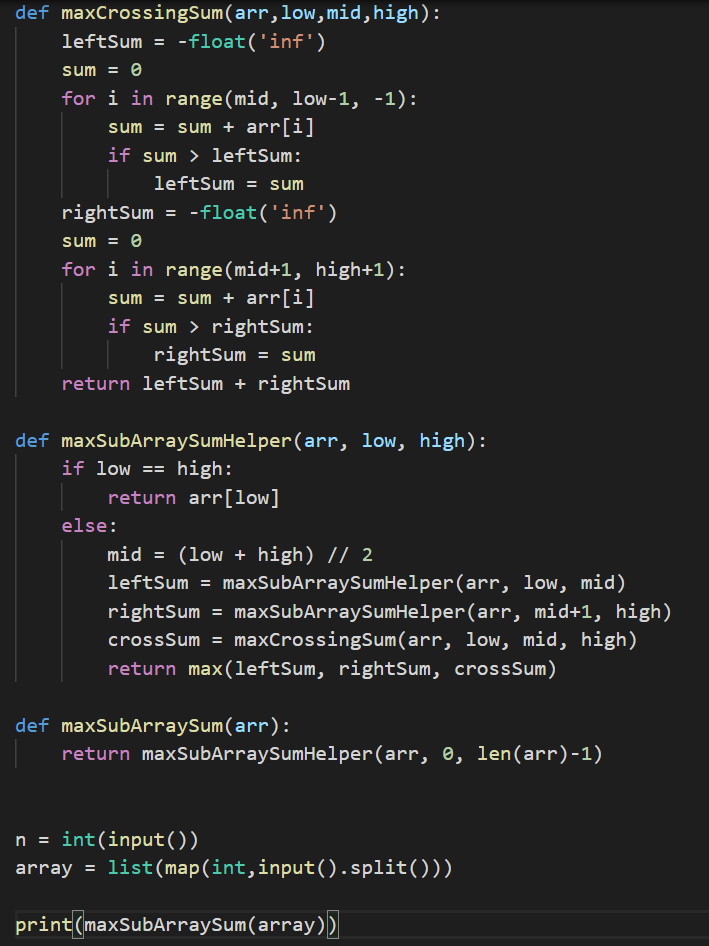 def maxCrossingSum(arr,low,mid,high):
    leftSum = -float('inf')
    sum = 0
    for i in range(mid, low-1, -1):
        sum = sum + arr[i]
        if sum > leftSum:
            leftSum = sum
    rightSum = -float('inf')
    sum = 0
    for i in range(mid+1, high+1):
        sum = sum + arr[i]
        if sum > rightSum:
            rightSum = sum
    return leftSum + rightSum

def maxSubArraySumHelper(arr, low, high):
    if low == high:
        return arr[low]
    else:
        mid = (low + high) // 2
        leftSum = maxSubArraySumHelper(arr, low, mid)
        rightSum = maxSubArraySumHelper(arr, mid+1, high)
        crossSum = maxCrossingSum(arr, low, mid, high)
        return max(leftSum, rightSum, crossSum)

def maxSubArraySum(arr):
    return maxSubArraySumHelper(arr, 0, len(arr)-1)


n = int(input())
array = list(map(int,input().split()))

print(maxSubArraySum(array))